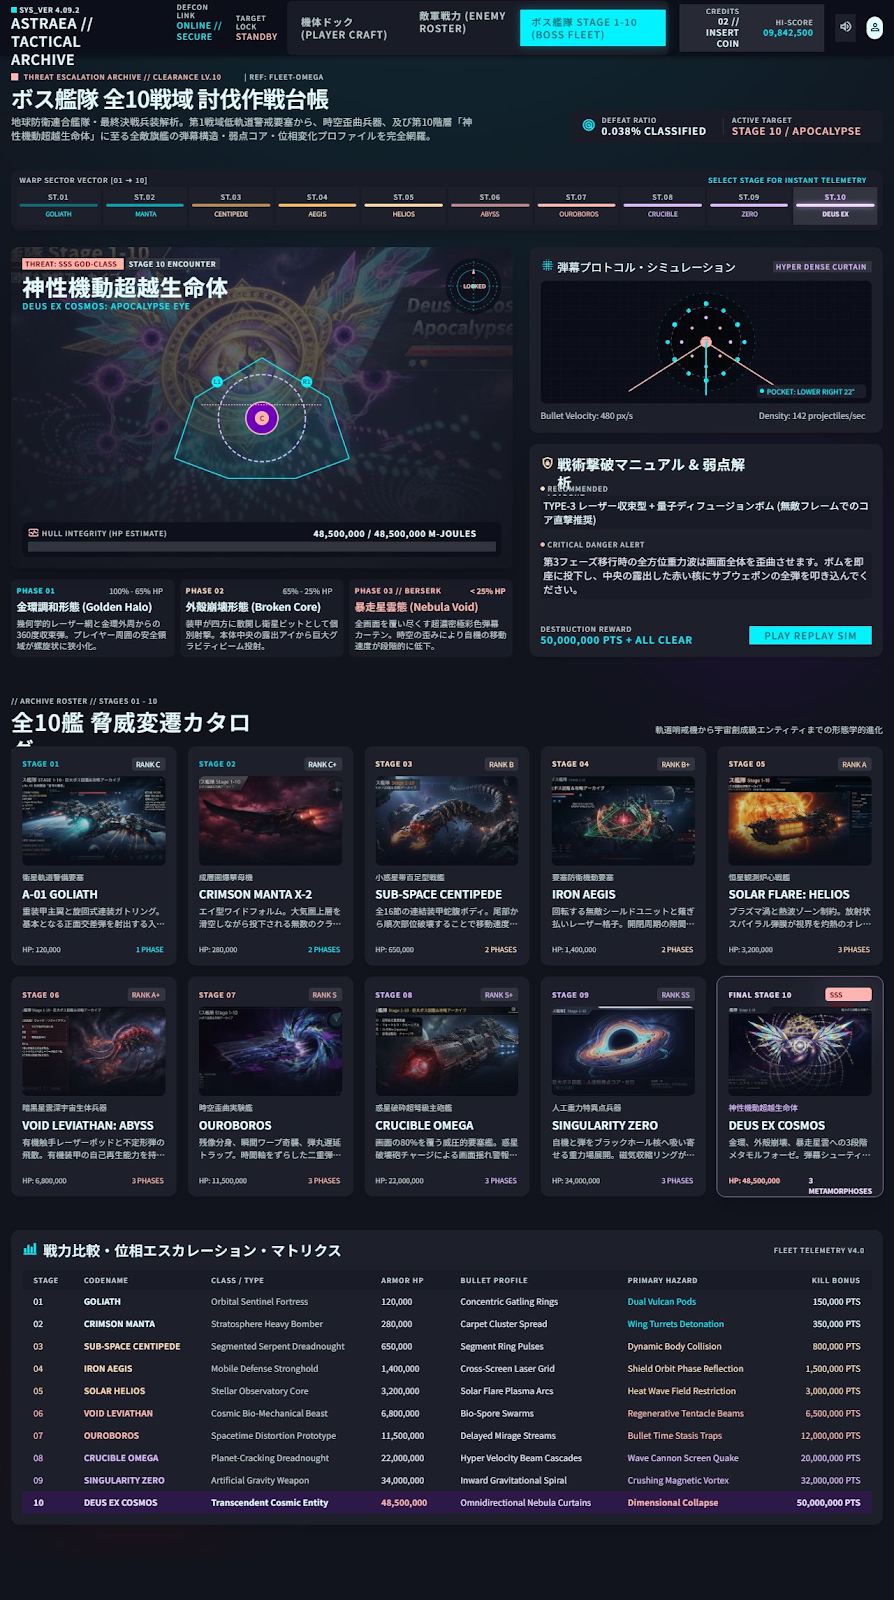 SYS_VER 4.09.2
ASTRAEA //
TACTICAL
ARCHIVE
DEFCON
LINK
ONLINE //
SECURE
TARGET
LOCK
STANDBY
機体ドック
(PLAYER CRAFT)
敵軍戦力 (ENEMY
ROSTER)
ボス艦隊 STAGE 1-10
(BOSS FLEET)
CREDITS
02 //
INSERT
COIN
HI-SCORE
09,842,500
THREAT ESCALATION ARCHIVE // CLEARANCE LV.10
| REF: FLEET-OMEGA
ボス艦隊 全10戦域 討伐作戦台帳
地球防衛連合艦隊・最終決戦兵装解析。第1戦域低軌道警戒要塞から、時空歪曲兵器、及び第10階層「神
性機動超越生命体」に至る全敵旗艦の弾幕構造・弱点コア・位相変化プロファイルを完全網羅。
DEFEAT RATIO
0.038% CLASSIFIED
ACTIVE TARGET
STAGE 10 / APOCALYPSE
WARP SECTOR VECTOR [01 ➔ 10]
SELECT STAGE FOR INSTANT TELEMETRY
ST.01
GOLIATH
ST.02
MANTA
ST.03
CENTIPEDE
ST.04
AEGIS
ST.05
HELIOS
ST.06
ABYSS
ST.07
OUROBOROS
ST.08
CRUCIBLE
ST.09
ZERO
ST.10
DEUS EX
THREAT: SSS GOD-CLASS
STAGE 10 ENCOUNTER
神性機動超越生命体
DEUS EX COSMOS: APOCALYPSE EYE
LOCKED
C
HULL INTEGRITY (HP ESTIMATE)
48,500,000 / 48,500,000 M-JOULES
PHASE 01
100% - 65% HP
金環調和形態 (Golden Halo)
幾何学的レーザー網と金環外周からの
360度収束弾。プレイヤー周囲の安全領
域が螺旋状に狭小化。
PHASE 02
65% - 25% HP
外殻崩壊形態 (Broken Core)
装甲が四方に散開し衛星ビットとして個
別射撃。本体中央の露出アイから巨大グ
ラビティビーム投射。
PHASE 03 // BERSERK
< 25% HP
暴走星雲態 (Nebula Void)
全画面を覆い尽くす超濃密極彩色弾幕
カーテン。時空の歪みにより自機の移動
速度が段階的に低下。
弾幕プロトコル・シミュレーション
HYPER DENSE CURTAIN
POCKET: LOWER RIGHT 22°
Bullet Velocity: 480 px/s
Density: 142 projectiles/sec
戦術撃破マニュアル & 弱点解
析
RECOMMENDED
TYPE-3 レーザー収束型 + 量子ディフュージョンボム (無敵フレームでのコ
ア直撃推奨)
CRITICAL DANGER ALERT
第3フェーズ移行時の全方位重力波は画面全体を歪曲させます。ボムを即
座に投下し、中央の露出した赤い核にサブウェポンの全弾を叩き込んでく
ださい。
DESTRUCTION REWARD
50,000,000 PTS + ALL CLEAR
PLAY REPLAY SIM
// ARCHIVE ROSTER // STAGES 01 - 10
全10艦 脅威変遷カタロ
グ
軌道哨戒機から宇宙創成級エンティティまでの形態学的進化
STAGE 01
RANK C
衛星軌道警備要塞
A-01 GOLIATH
重装甲主翼と旋回式連装ガトリング。
基本となる正面交差弾を射出する入…
HP: 120,000
1 PHASE
STAGE 02
RANK C+
成層圏爆撃母機
CRIMSON MANTA X-2
エイ型ワイドフォルム。大気圏上層を
滑空しながら投下される無数のクラ…
HP: 280,000
2 PHASES
STAGE 03
RANK B
小惑星帯百足型戦艦
SUB-SPACE CENTIPEDE
全16節の連結装甲蛇腹ボディ。尾部か
ら順次部位破壊することで移動速度…
HP: 650,000
2 PHASES
STAGE 04
RANK B+
要塞防衛機動要塞
IRON AEGIS
回転する無敵シールドユニットと薙ぎ
払いレーザー格子。開閉周期の隙間…
HP: 1,400,000
2 PHASES
STAGE 05
RANK A
恒星観測炉心戦艦
SOLAR FLARE: HELIOS
プラズマ渦と熱波ゾーン制約。放射状
スパイラル弾膜が視界を灼熱のオレ…
HP: 3,200,000
3 PHASES
STAGE 06
RANK A+
暗黒星雲深宇宙生体兵器
VOID LEVIATHAN: ABYSS
有機触手レーザーポッドと不定形弾の
飛散。有機装甲の自己再生能力を持…
HP: 6,800,000
3 PHASES
STAGE 07
RANK S
時空歪曲実験艦
OUROBOROS
残像分身、瞬間ワープ奇襲、弾丸遅延
トラップ。時間軸をずらした二重弾…
HP: 11,500,000
3 PHASES
STAGE 08
RANK S+
惑星破砕超弩級主砲艦
CRUCIBLE OMEGA
画面の80%を覆う威圧的要塞艦。惑星
破壊砲チャージによる画面揺れ警報…
HP: 22,000,000
3 PHASES
STAGE 09
RANK SS
人工重力特異点兵器
SINGULARITY ZERO
自機と弾をブラックホール核へ吸い寄
せる重力場展開。磁気収縮リングが…
HP: 34,000,000
3 PHASES
FINAL STAGE 10
SSS
神性機動超越生命体
DEUS EX COSMOS
金環、外殻崩壊、暴走星雲への3段階
メタモルフォーゼ。弾幕シューティ…
HP: 48,500,000
3
METAMORPHOSES
戦力比較・位相エスカレーション・マトリクス
FLEET TELEMETRY V4.0
STAGE CODENAME CLASS / TYPE ARMOR HP BULLET PROFILE PRIMARY HAZARD KILL BONUS
01 GOLIATH Orbital Sentinel Fortress 120,000 Concentric Gatling Rings Dual Vulcan Pods 150,000 PTS
02 CRIMSON MANTA Stratosphere Heavy Bomber 280,000 Carpet Cluster Spread Wing Turrets Detonation 350,000 PTS
03 SUB-SPACE CENTIPEDE Segmented Serpent Dreadnought 650,000 Segment Ring Pulses Dynamic Body Collision 800,000 PTS
04 IRON AEGIS Mobile Defense Stronghold 1,400,000 Cross-Screen Laser Grid Shield Orbit Phase Reflection 1,500,000 PTS
05 SOLAR HELIOS Stellar Observatory Core 3,200,000 Solar Flare Plasma Arcs Heat Wave Field Restriction 3,000,000 PTS
06 VOID LEVIATHAN Cosmic Bio-Mechanical Beast 6,800,000 Bio-Spore Swarms Regenerative Tentacle Beams 6,500,000 PTS
07 OUROBOROS Spacetime Distortion Prototype 11,500,000 Delayed Mirage Streams Bullet Time Stasis Traps 12,000,000 PTS
08 CRUCIBLE OMEGA Planet-Cracking Dreadnought 22,000,000 Hyper Velocity Beam Cascades Wave Cannon Screen Quake 20,000,000 PTS
09 SINGULARITY ZERO Artificial Gravity Weapon 34,000,000 Inward Gravitational Spiral Crushing Magnetic Vortex 32,000,000 PTS
10 DEUS EX COSMOS Transcendent Cosmic Entity 48,500,000 Omnidirectional Nebula Curtains Dimensional Collapse 50,000,000 PTS